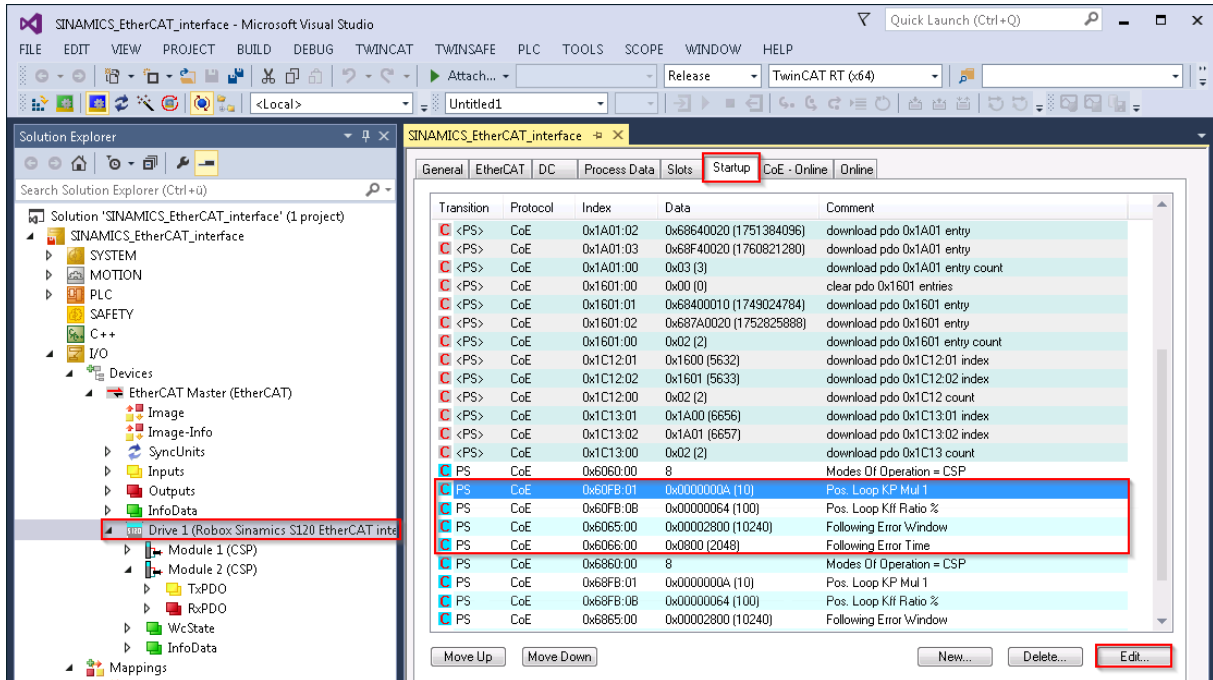 SINAMICS_EtherCAT_interface - Microsoft Visual Studio
Quick Launch (Ctrl+Q)
FILE EDIT VIEW PROJECT BUILD DEBUG TWINCAT TWINSAFE PLC TOOLS SCOPE WINDOW HELP
Attach... Release TwinCAT RT (x64)
<Local> Untitled1
Solution Explorer
Search Solution Explorer (Ctrl+ü)
Solution 'SINAMICS_EtherCAT_interface' (1 project)
SINAMICS_EtherCAT_interface
SYSTEM
MOTION
PLC
SAFETY
C++
I/O
Devices
EtherCAT Master (EtherCAT)
Image
Image-Info
SyncUnits
Inputs
Outputs
InfoData
Drive 1 (Robox Sinamics S120 EtherCAT inte
Module 1 (CSP)
Module 2 (CSP)
TxPDO
RxPDO
WcState
InfoData
Mappings
SINAMICS_EtherCAT_interface
General EtherCAT DC Process Data Slots Startup CoE - Online Online
Transition Protocol Index Data Comment
C <PS> CoE 0x1A01:02 0x68640020 (1751384096) download pdo 0x1A01 entry
C <PS> CoE 0x1A01:03 0x68F40020 (1760821280) download pdo 0x1A01 entry
C <PS> CoE 0x1A01:00 0x03 (3) download pdo 0x1A01 entry count
C <PS> CoE 0x1601:00 0x00 (0) clear pdo 0x1601 entries
C <PS> CoE 0x1601:01 0x68400010 (1749024784) download pdo 0x1601 entry
C <PS> CoE 0x1601:02 0x687A0020 (1752825888) download pdo 0x1601 entry
C <PS> CoE 0x1601:00 0x02 (2) download pdo 0x1601 entry count
C <PS> CoE 0x1C12:01 0x1600 (5632) download pdo 0x1C12:01 index
C <PS> CoE 0x1C12:02 0x1601 (5633) download pdo 0x1C12:02 index
C <PS> CoE 0x1C12:00 0x02 (2) download pdo 0x1C12 count
C <PS> CoE 0x1C13:01 0x1A00 (6656) download pdo 0x1C13:01 index
C <PS> CoE 0x1C13:02 0x1A01 (6657) download pdo 0x1C13:02 index
C <PS> CoE 0x1C13:00 0x02 (2) download pdo 0x1C13 count
C PS CoE 0x6060:00 8 Modes Of Operation = CSP
C PS CoE 0x60FB:01 0x0000000A (10) Pos. Loop KP Mul 1
C PS CoE 0x60FB:0B 0x00000064 (100) Pos. Loop Kff Ratio %
C PS CoE 0x6065:00 0x00002800 (10240) Following Error Window
C PS CoE 0x6066:00 0x0800 (2048) Following Error Time
C PS CoE 0x6860:00 8 Modes Of Operation = CSP
C PS CoE 0x68FB:01 0x0000000A (10) Pos. Loop KP Mul 1
C PS CoE 0x68FB:0B 0x00000064 (100) Pos. Loop Kff Ratio %
C PS CoE 0x6865:00 0x00002800 (10240) Following Error Window
Move Up Move Down New... Delete... Edit...